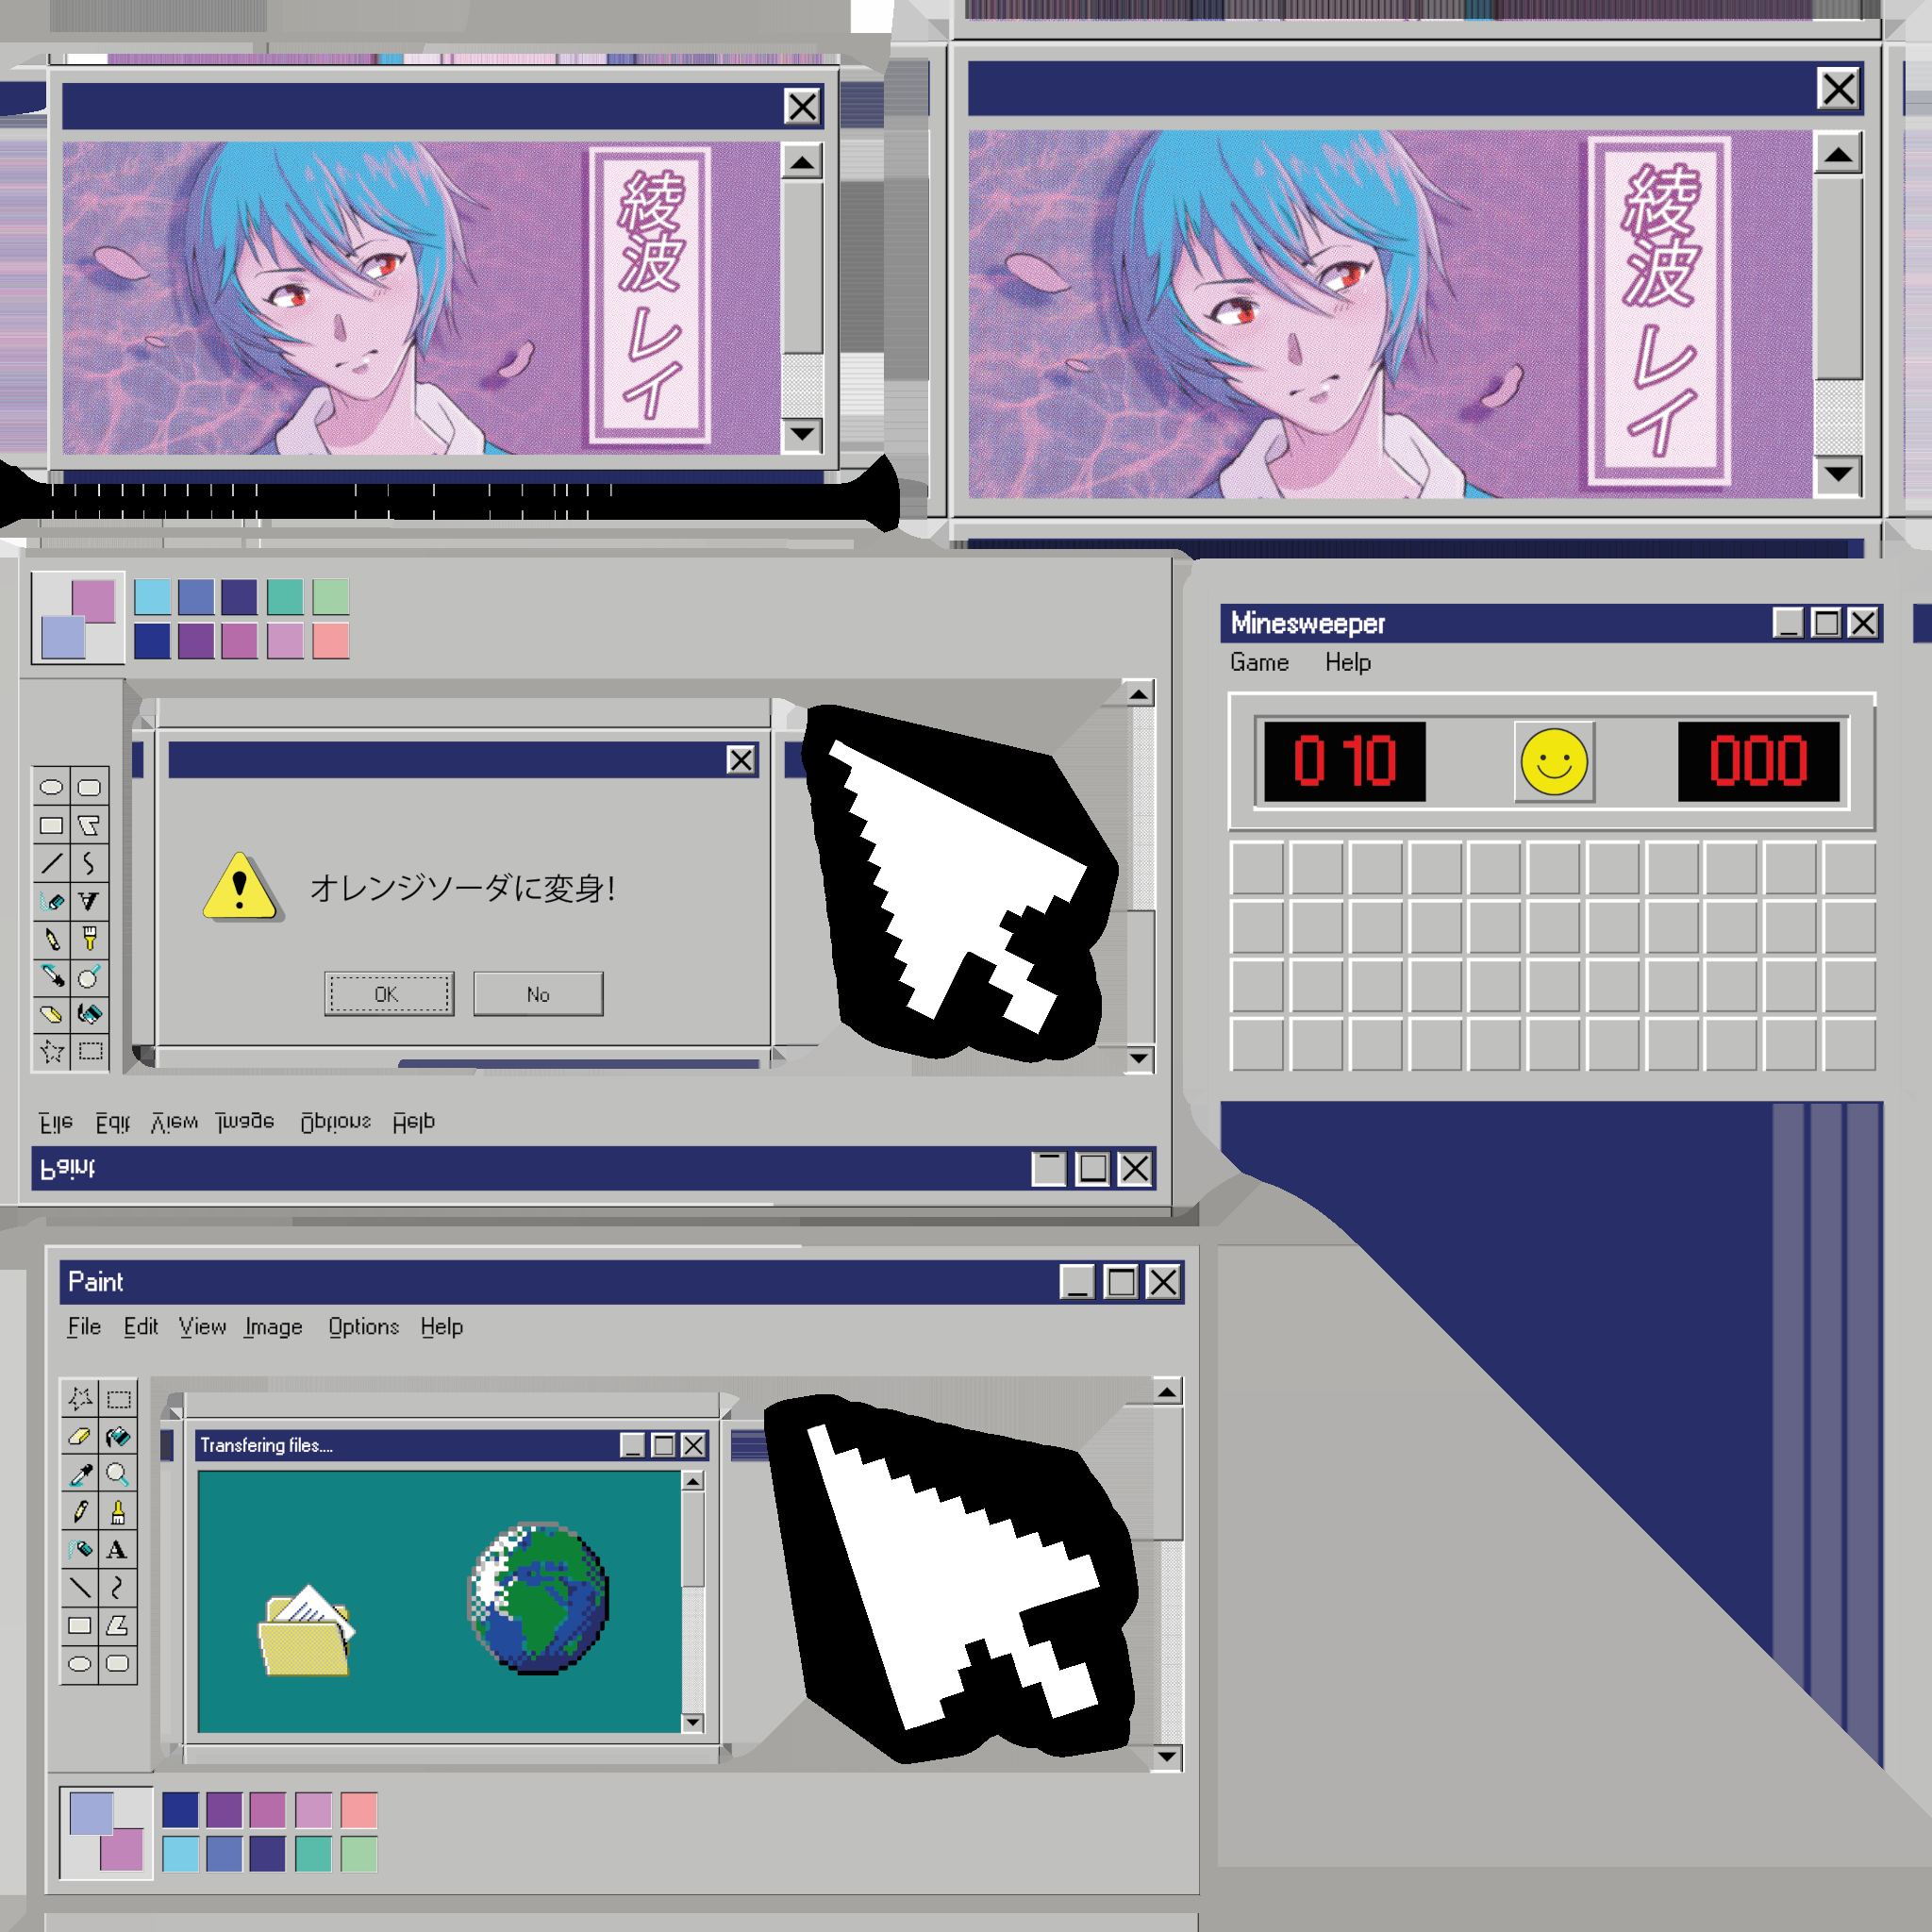 綾波レイ
綾波レイ
Minesweeper
Game Help
010 000
オレンジソーダに変身!
OK No
File Edit View Image Options Help
Paint
Paint
File Edit View Image Options Help
Transfering files....
A